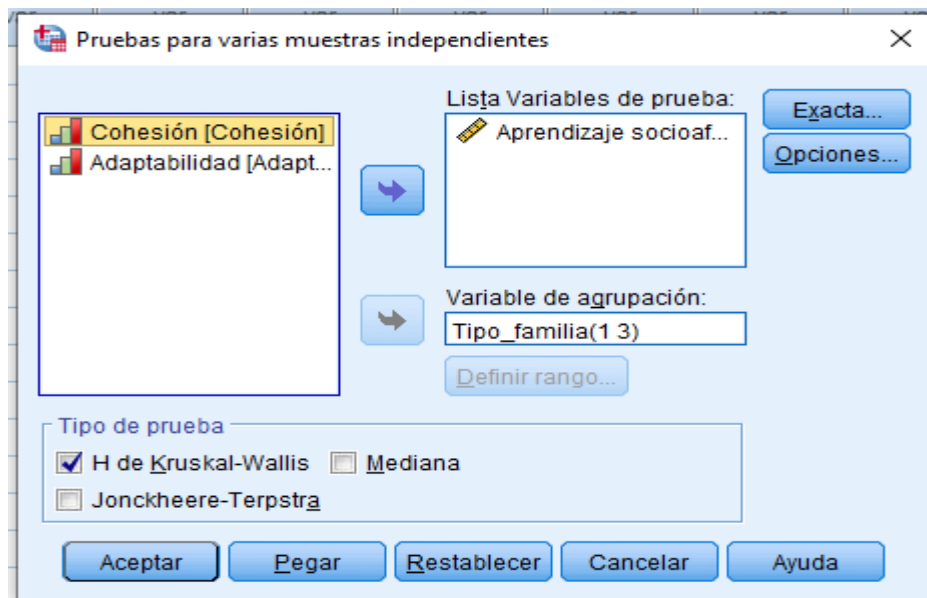 Pruebas para varias muestras independientes
Lista Variables de prueba:
Cohesión [Cohesión]
Adaptabilidad [Adapt...
Aprendizaje socioaf...
Exacta...
Opciones...
Variable de agrupación:
Tipo_familia(1 3)
Definir rango...
Tipo de prueba
H de Kruskal-Wallis
Mediana
Jonckheere-Terpstra
Aceptar
Pegar
Restablecer
Cancelar
Ayuda